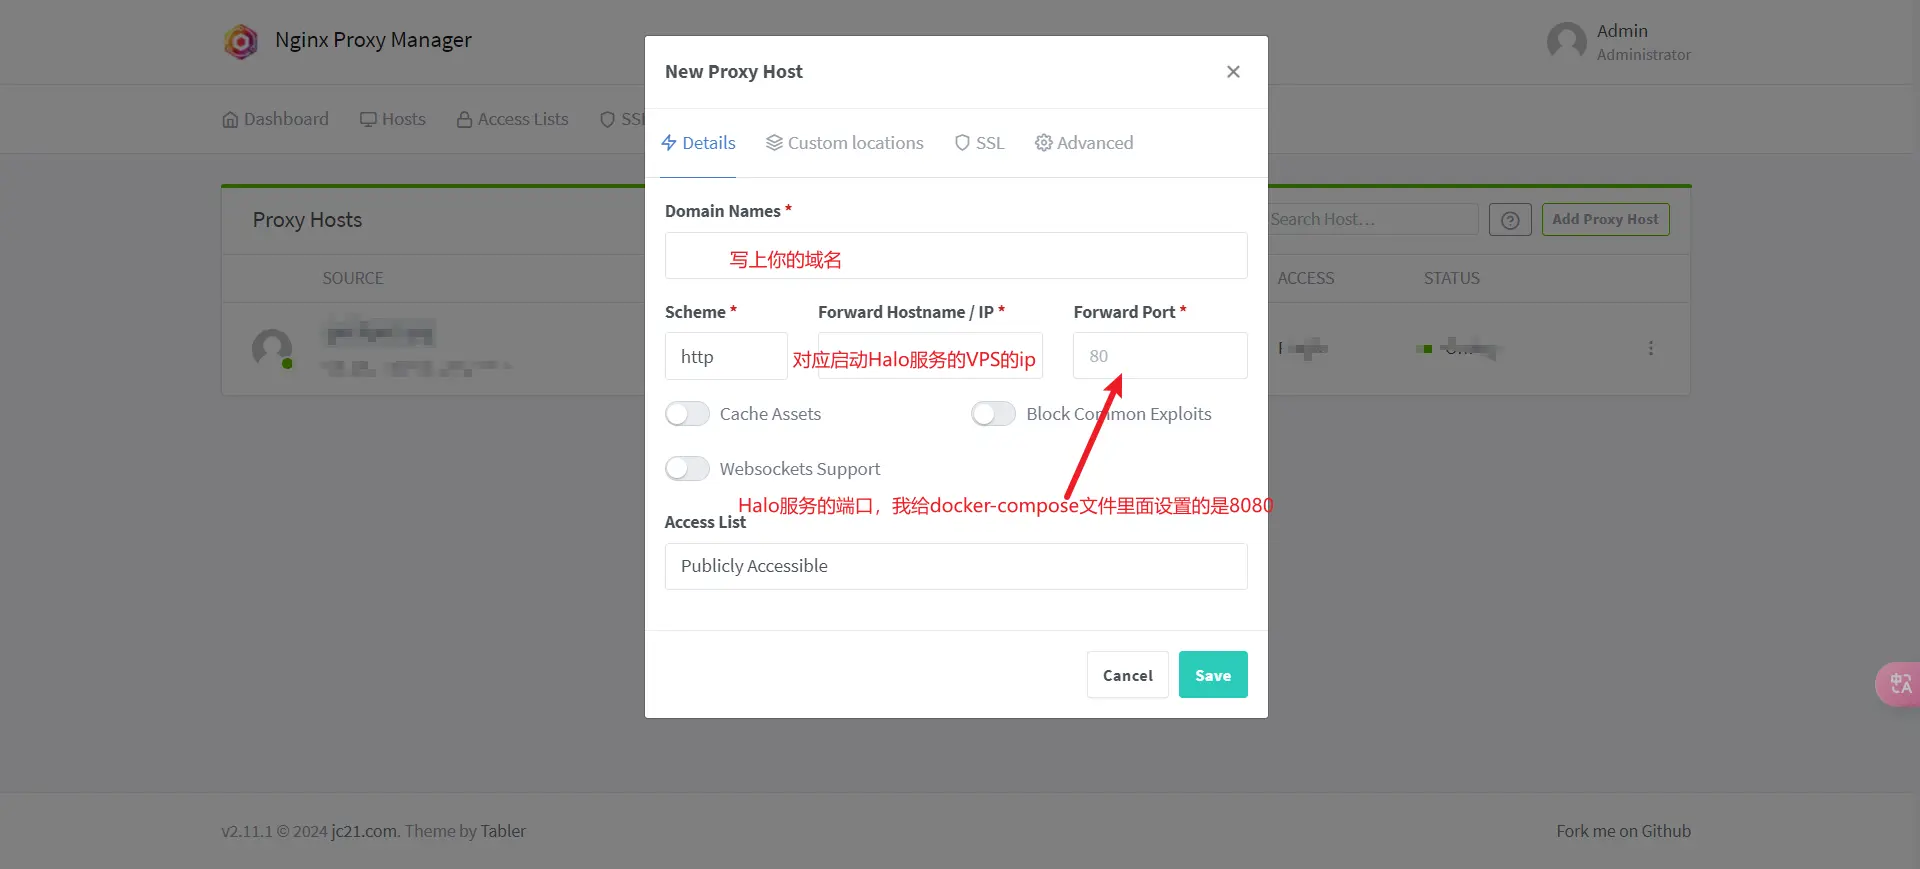 Nginx Proxy Manager
Admin
Administrator
Dashboard
Hosts
Access Lists
New Proxy Host
Details
Custom locations
SSL
Advanced
Proxy Hosts
Search Host…
Add Proxy Host
SOURCE
ACCESS
STATUS
Domain Names *
写上你的域名
Scheme *
Forward Hostname / IP *
Forward Port *
http
对应启动Halo服务的VPS的ip
80
Cache Assets
Block Common Exploits
Websockets Support
Halo服务的端口，我给docker-compose文件里面设置的是8080
Access List
Publicly Accessible
Cancel
Save
v2.11.1 © 2024 jc21.com. Theme by Tabler
Fork me on Github